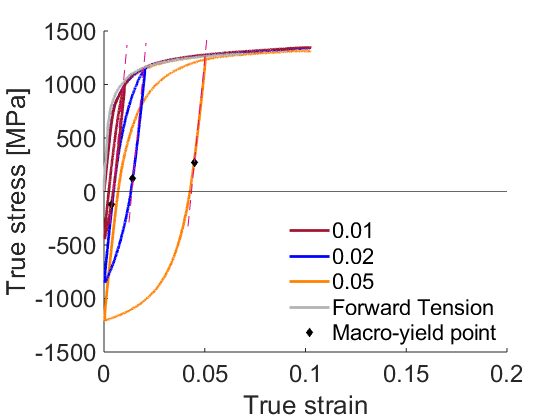 1500
1000
500
0
-500
-1000
-1500
True stress [MPa]
0.01
0.02
0.05
Forward Tension
Macro-yield point
0 0.05 0.1 0.15 0.2
True strain